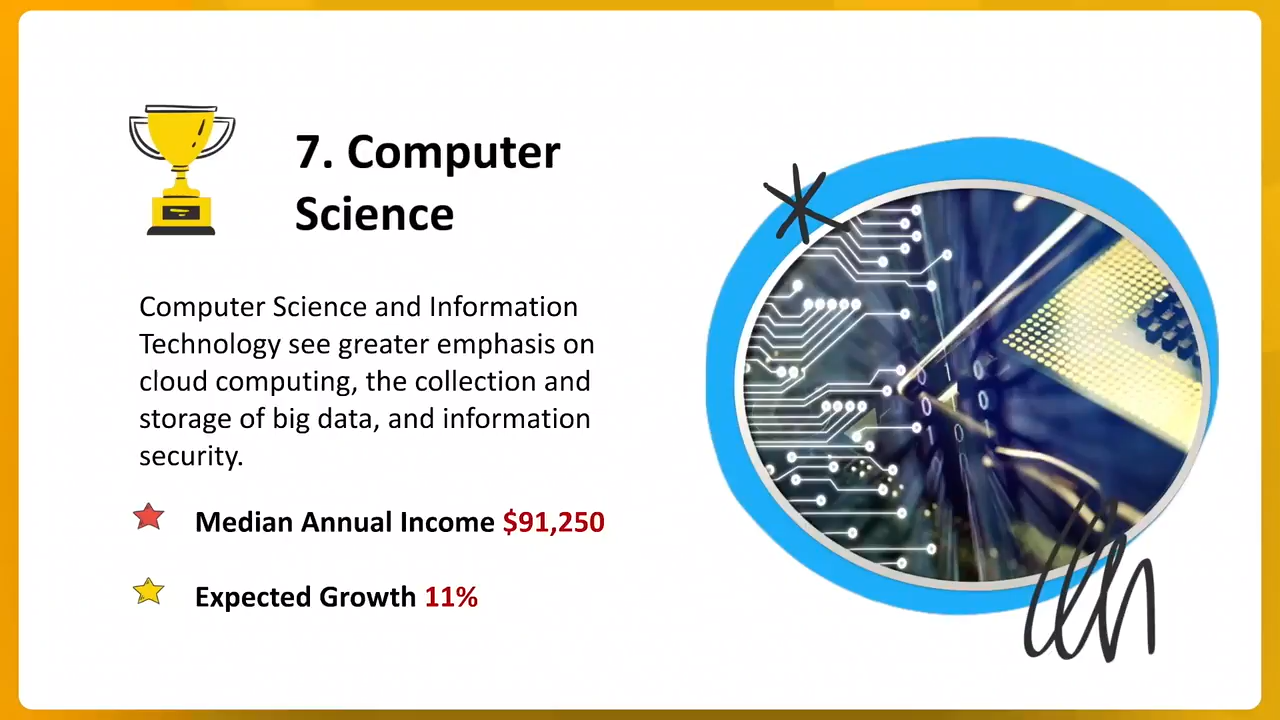 7. Computer
Science
Computer Science and Information
Technology see greater emphasis on
cloud computing, the collection and
storage of big data, and information
security.
Median Annual Income $91,250
Expected Growth 11%